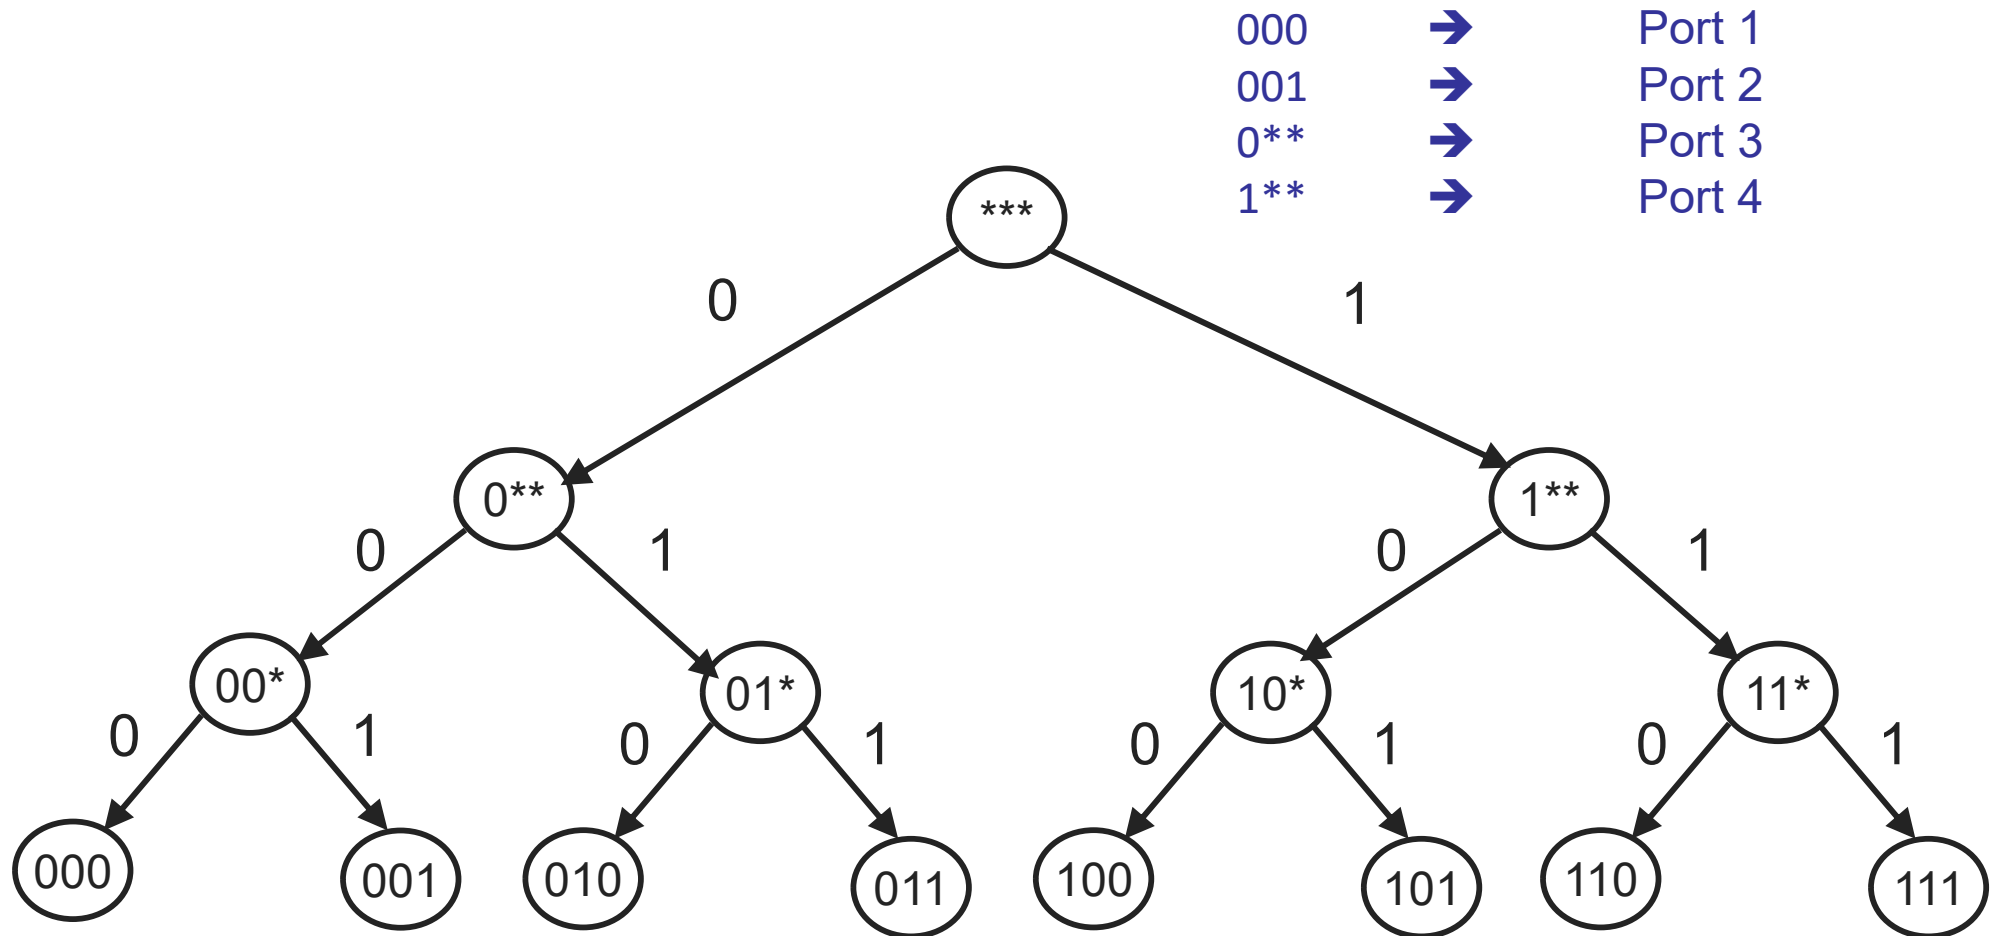 000 ➔ Port 1
001 ➔ Port 2
0** ➔ Port 3
1** ➔ Port 4
***
0 1
0** 1**
0 1 0 1
00* 01* 10* 11*
0 1 0 1 0 1 0 1
000 001 010 011 100 101 110 111